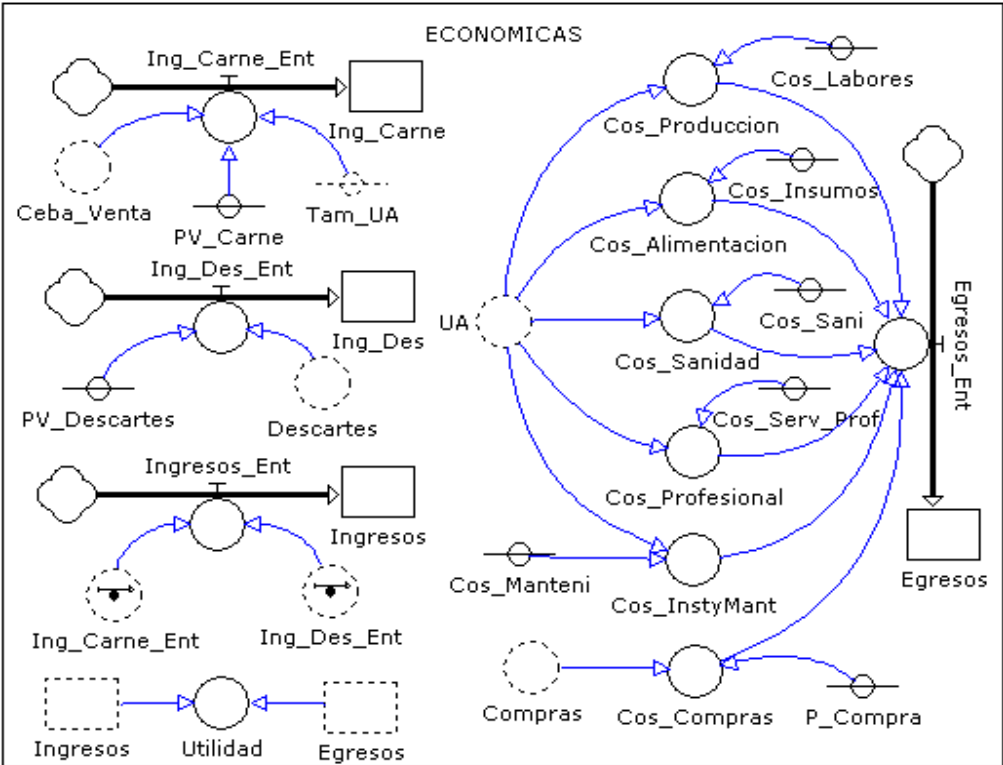 ECONOMICAS
Ing_Carne_Ent
Ing_Carne
Ceba_Venta
PV_Carne
Tam_UA
Ing_Des_Ent
Ing_Des
PV_Descartes
Descartes
Ingresos_Ent
Ingresos
Ing_Carne_Ent
Ing_Des_Ent
Ingresos
Utilidad
Egresos
Cos_Labores
Cos_Produccion
Cos_Insumos
Cos_Alimentacion
UA
Cos_Sani
Cos_Sanidad
Cos_Serv_Prof
Cos_Profesional
Cos_Manteni
Cos_InstyMant
Compras
Cos_Compras
P_Compra
Egresos_Ent
Egresos